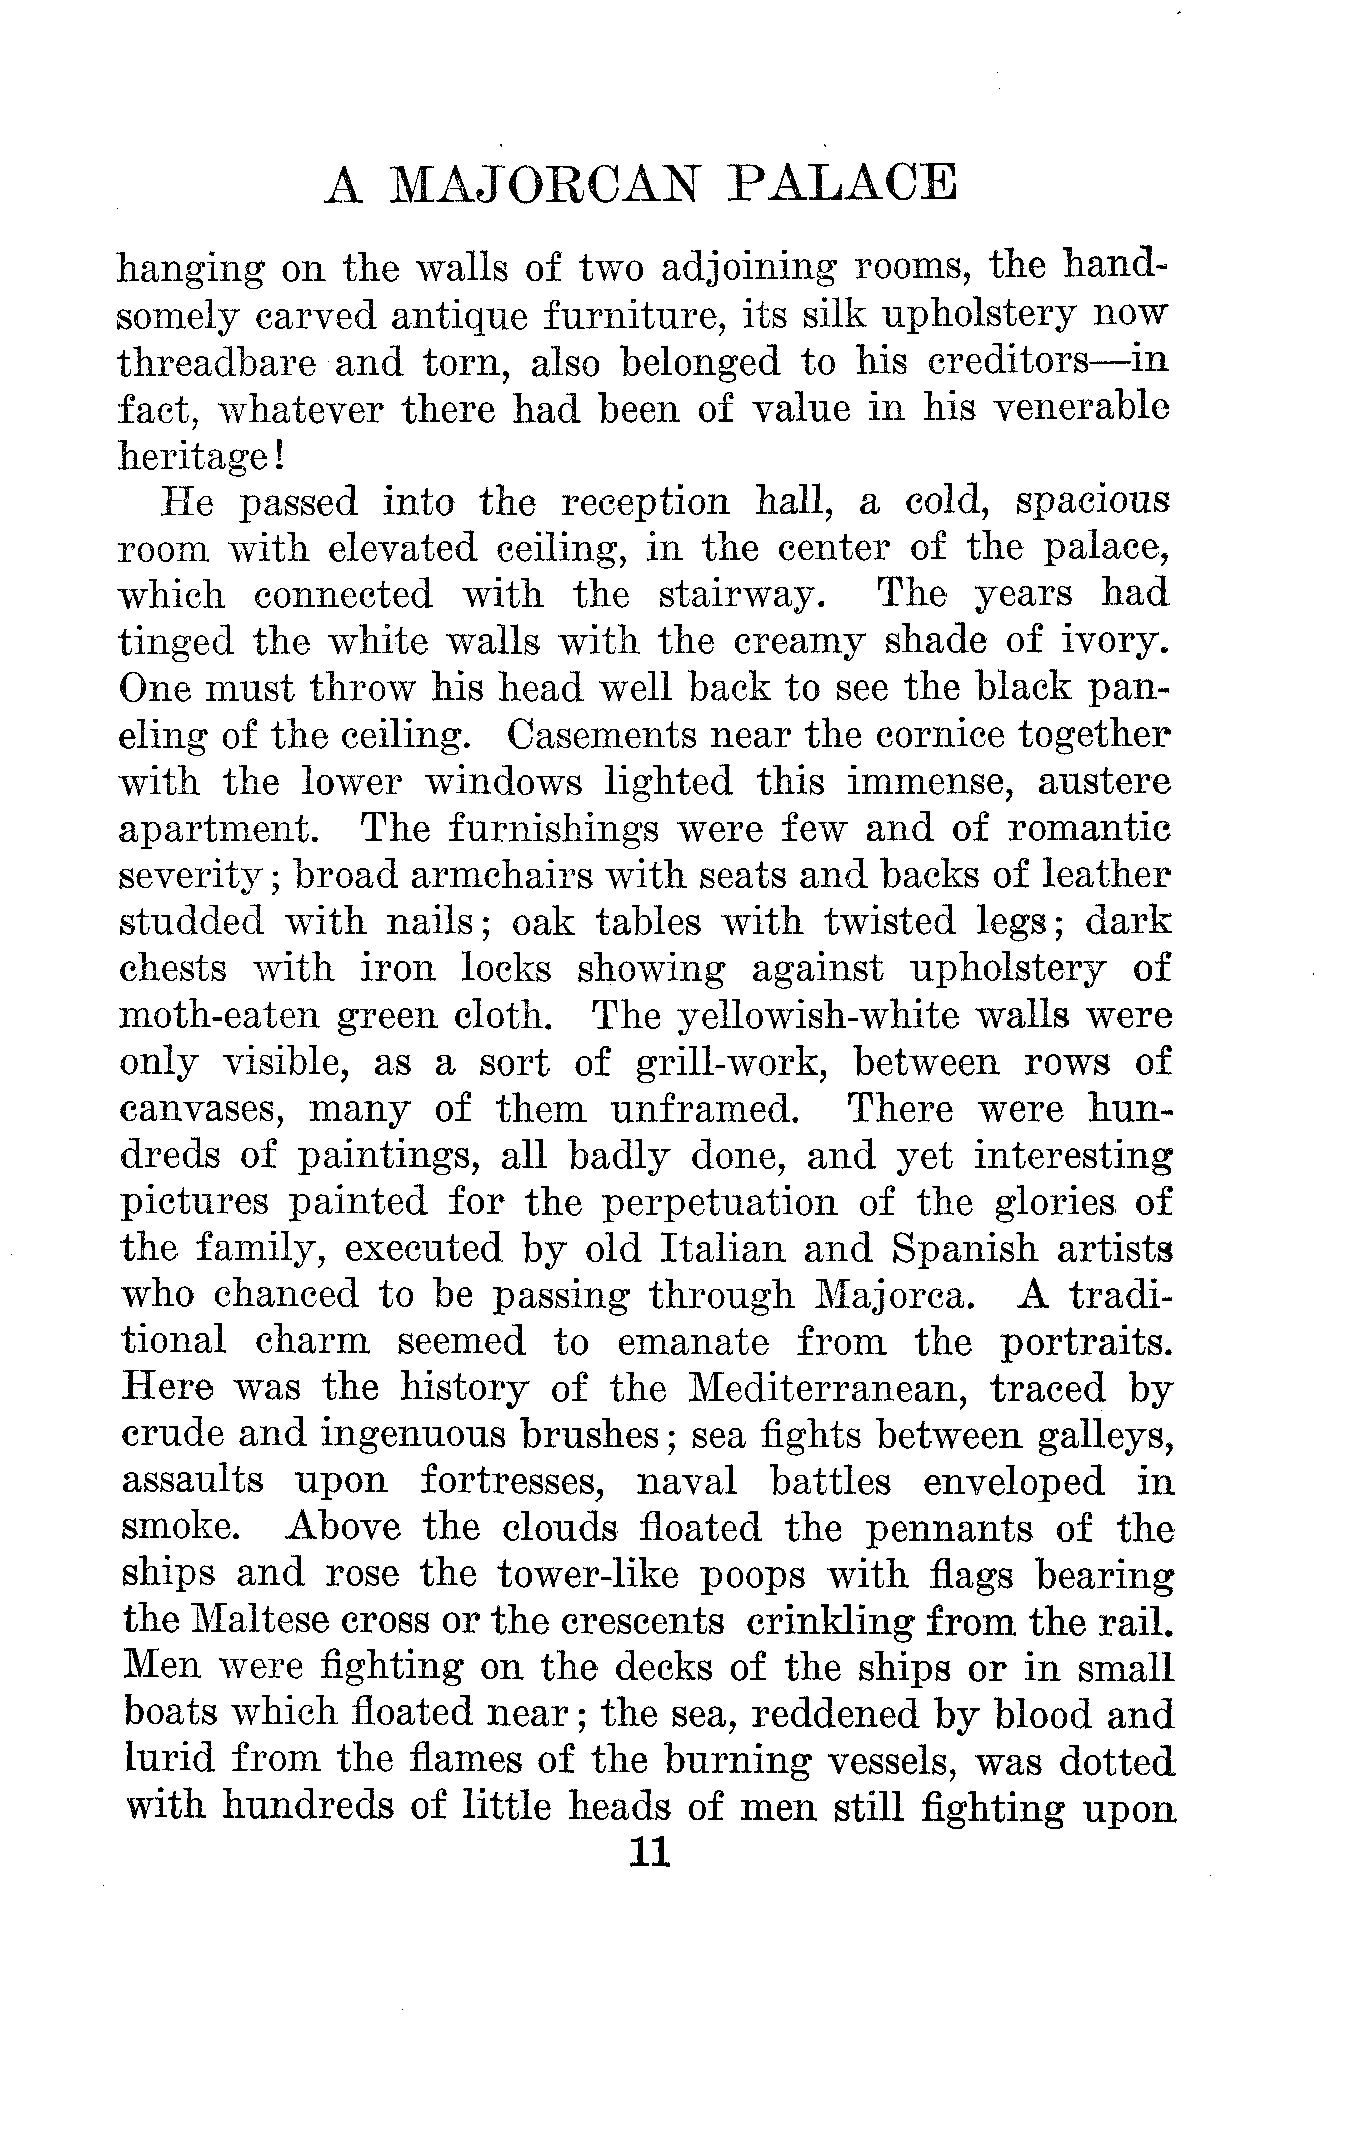 A MAJORCAN PALACE
hanging on the walls of two adjoining rooms, the hand-
somely carved antique furniture, its silk upholstery now
threadbare and torn, also belonged to his creditors—in
fact, whatever there had been of value in his venerable
heritage!
He passed into the reception hall, a cold, spacious
room with elevated ceiling, in the center of the palace,
which connected with the stairway. The years had
tinged the white walls with the creamy shade of ivory.
One must throw his head well back to see the black pan-
eling of the ceiling. Casements near the cornice together
with the lower windows lighted this immense, austere
apartment. The furnishings were few and of romantic
severity; broad armchairs with seats and backs of leather
studded with nails; oak tables with twisted legs; dark
chests with iron locks showing against upholstery of
moth-eaten green cloth. The yellowish-white walls were
only visible, as a sort of grill-work, between rows of
canvases, many of them unframed. There were hun-
dreds of paintings, all badly done, and yet interesting
pictures painted for the perpetuation of the glories of
the family, executed by old Italian and Spanish artists
who chanced to be passing through Majorca. A tradi-
tional charm seemed to emanate from the portraits.
Here was the history of the Mediterranean, traced by
crude and ingenuous brushes; sea fights between galleys,
assaults upon fortresses, naval battles enveloped in
smoke. Above the clouds floated the pennants of the
ships and rose the tower-like poops with flags bearing
the Maltese cross or the crescents crinkling from the rail.
Men were fighting on the decks of the ships or in small
boats which floated near; the sea, reddened by blood and
lurid from the flames of the burning vessels, was dotted
with hundreds of little heads of men still fighting upon
11